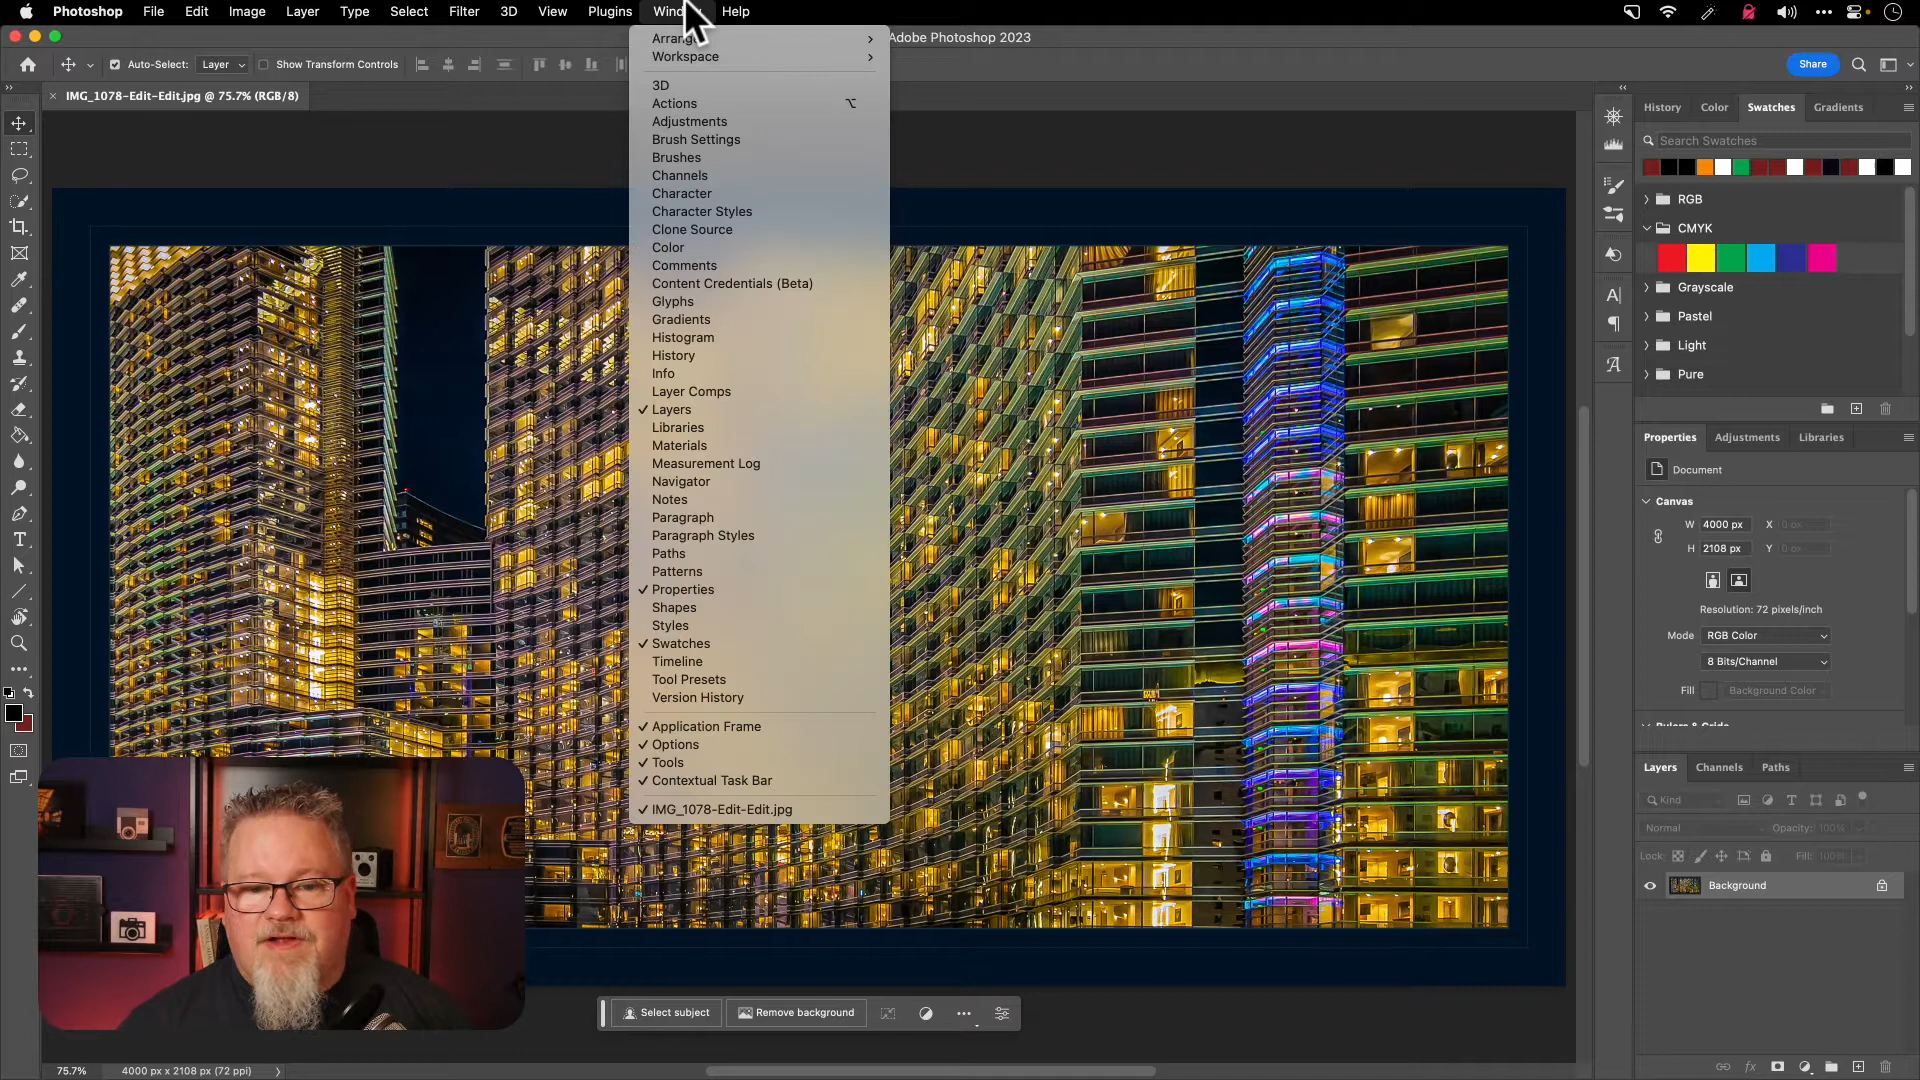 Photoshop File Edit Image Layer Type Select Filter 3D View Plugins Help
Adobe Photoshop 2023
Auto-Select: Layer Show Transform Controls Share
IMG_1078-Edit-Edit.jpg @ 75.7% (RGB/8)
Workspace
3D
Actions ⌥
Adjustments
Brush Settings
Brushes
Channels
Character
Character Styles
Clone Source
Color
Comments
Content Credentials (Beta)
Glyphs
Gradients
Histogram
History
Info
Layer Comps
✓ Layers
Libraries
Materials
Measurement Log
Navigator
Notes
Paragraph
Paragraph Styles
Paths
Patterns
✓ Properties
Shapes
Styles
✓ Swatches
Timeline
Tool Presets
Version History
✓ Application Frame
✓ Options
✓ Tools
✓ Contextual Task Bar
✓ IMG_1078-Edit-Edit.jpg
History Color Swatches Gradients
Search Swatches
RGB
CMYK
Grayscale
Pastel
Light
Pure
Properties Adjustments Libraries
Document
Canvas
W 4000 px X 0 px
H 2108 px Y 0 px
Resolution: 72 pixels/inch
Mode RGB Color
8 Bits/Channel
Fill Background Color
Layers Channels Paths
Kind
Normal Opacity: 100%
Lock: Fill: 100%
Background
fx
Select subject Remove background
75.7% 4000 px x 2108 px (72 ppi)